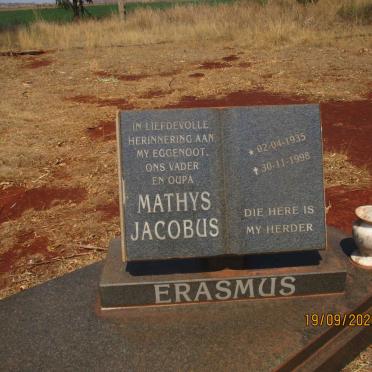 IN LIEFDEVOLLE
HERINNERING AAN
MY EGGENOOT,
ONS VADER
EN OUPA
MATHYS
JACOBUS
* 02-04-1935
✝ 30-11-1998
DIE HERE IS
MY HERDER
ERASMUS
19/09/202